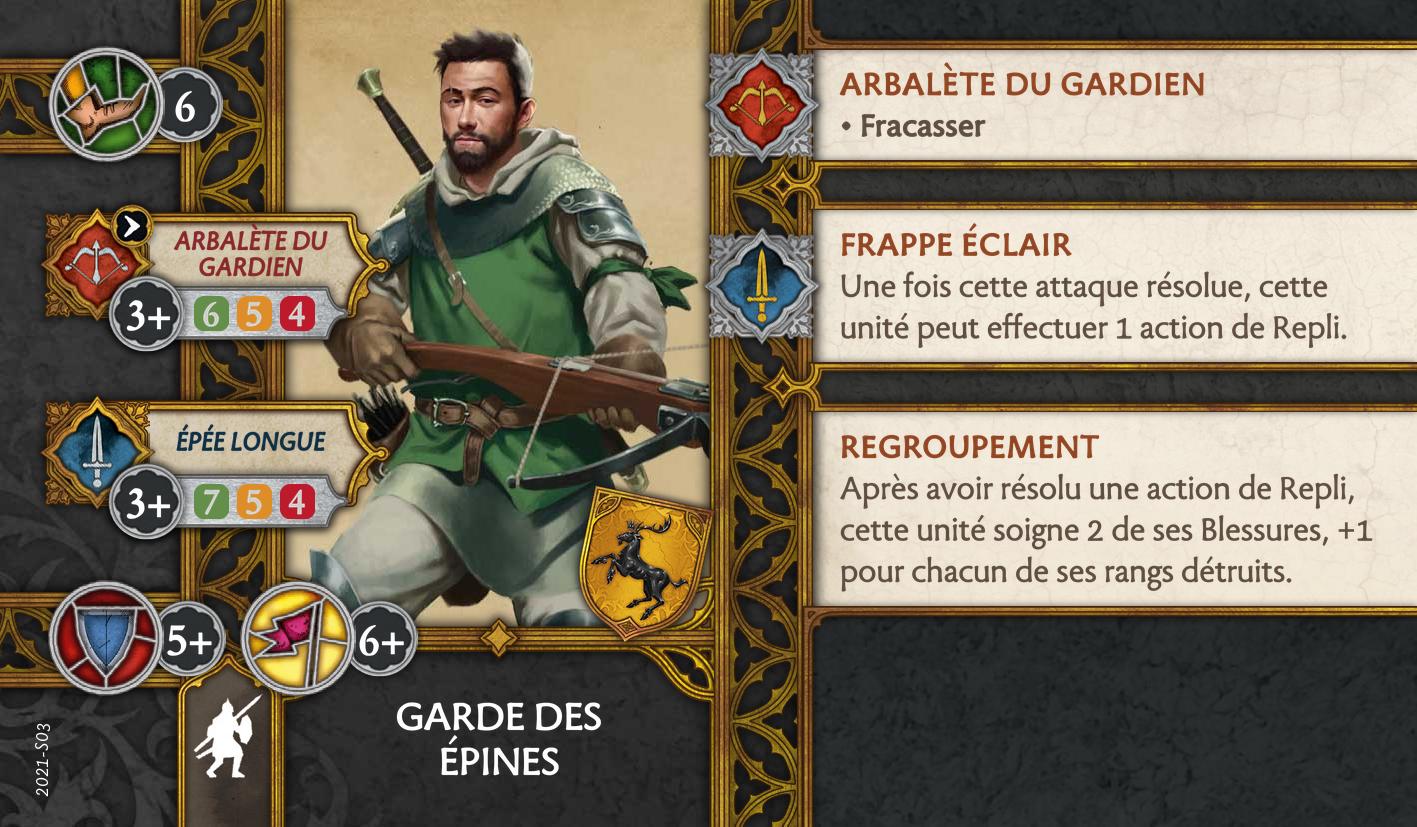 6
ARBALÈTE DU
GARDIEN
3+ 6 5 4
ÉPÉE LONGUE
3+ 7 5 4
5+ 6+
GARDE DES
ÉPINES
2021-S03
ARBALÈTE DU GARDIEN
• Fracasser
FRAPPE ÉCLAIR
Une fois cette attaque résolue, cette
unité peut effectuer 1 action de Repli.
REGROUPEMENT
Après avoir résolu une action de Repli,
cette unité soigne 2 de ses Blessures, +1
pour chacun de ses rangs détruits.